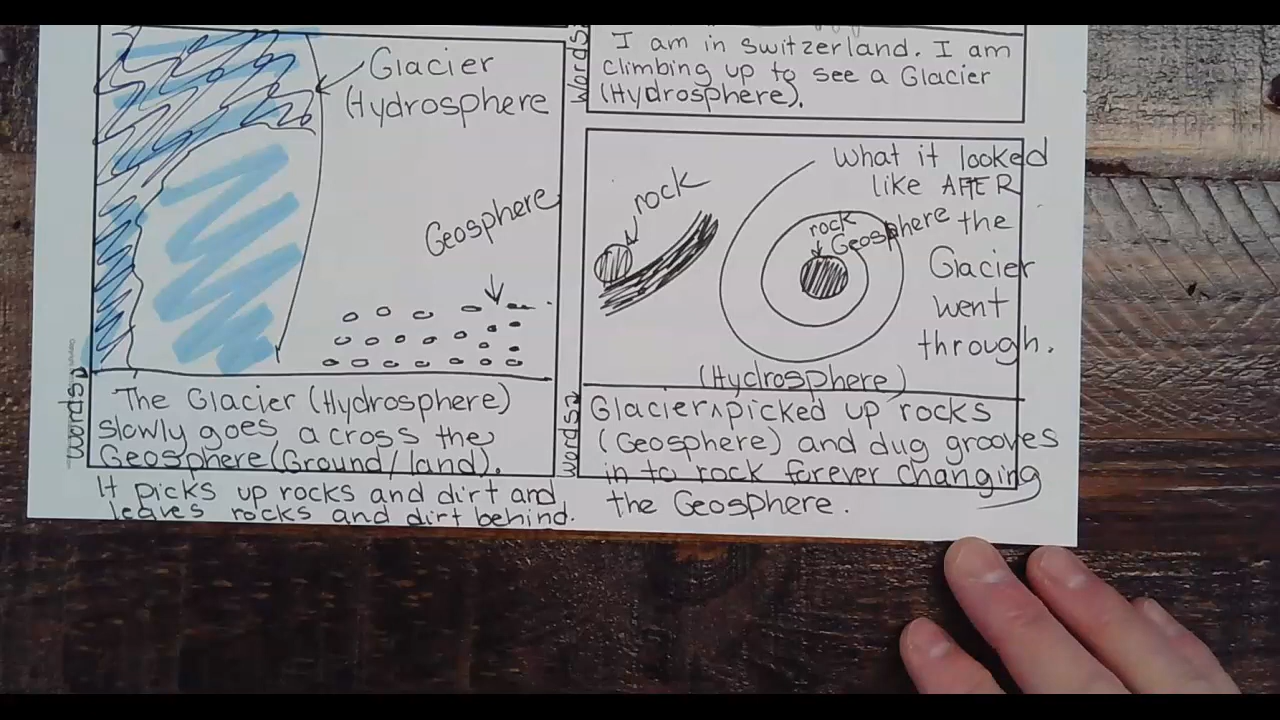 Words
I am in Switzerland. I am
climbing up to see a Glacier
(Hydrosphere).
Glacier
(Hydrosphere
Geosphere
Words
The Glacier (Hydrosphere)
slowly goes across the
Geosphere (Ground/land).
It picks up rocks and dirt and
leaves rocks and dirt behind.
rock
What it looked
like AFTER
the
Glacier
went
through.
rock
Geosphere
(Hydrosphere)
Words
Glacier^picked up rocks
(Geosphere) and dug grooves
in to rock forever changing
the Geosphere.